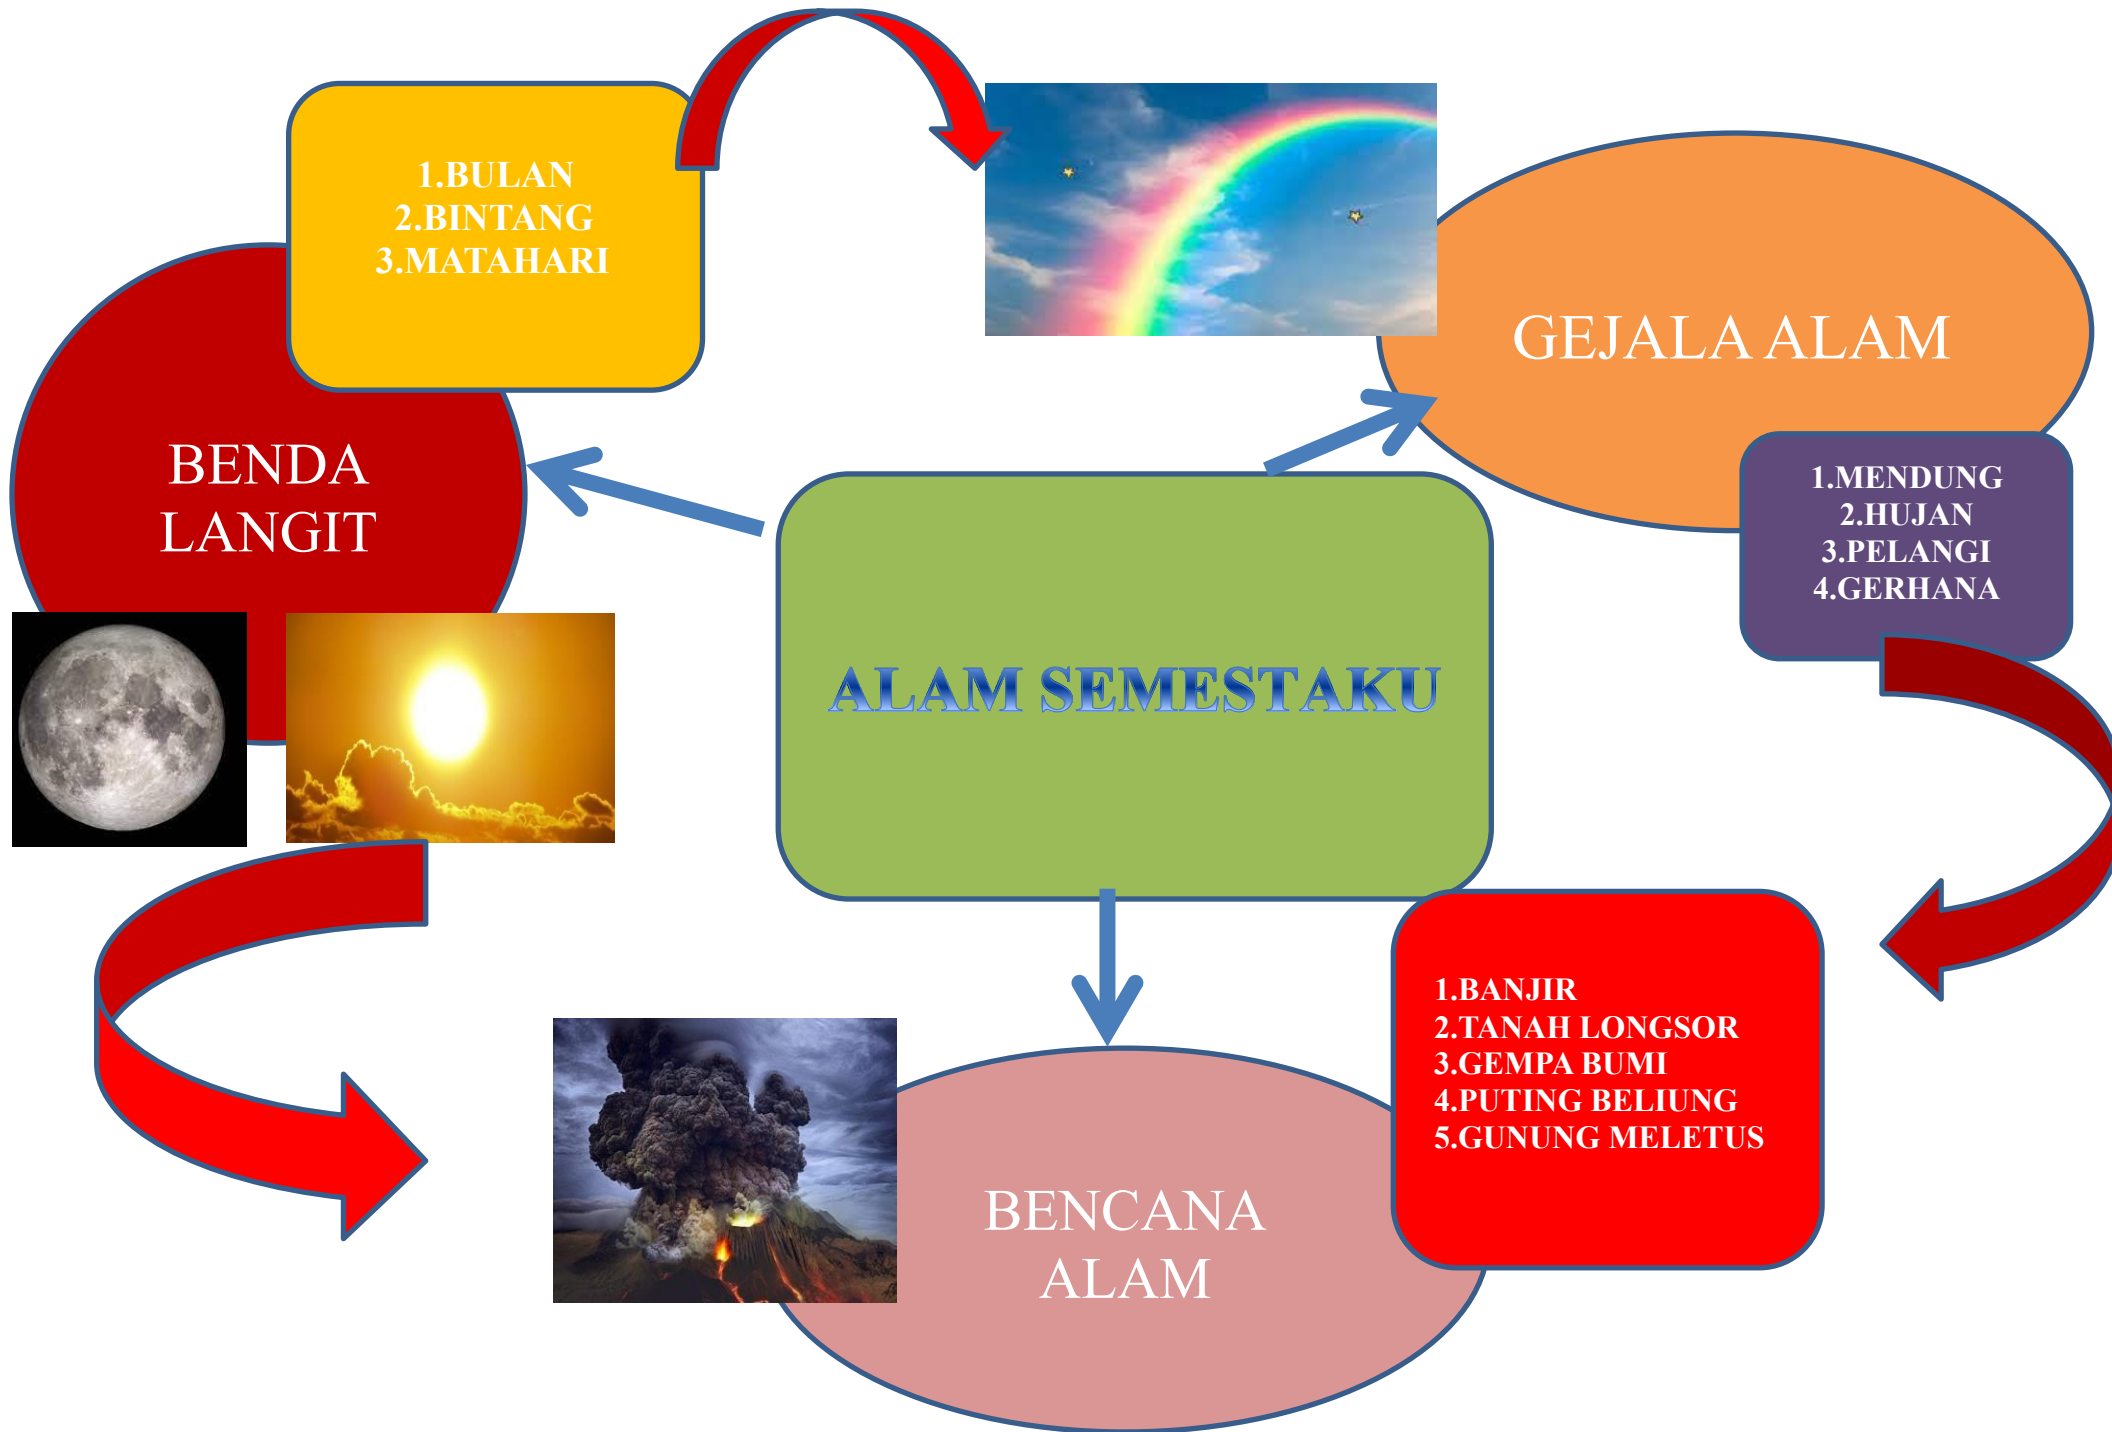 1.BULAN
2.BINTANG
3.MATAHARI
BENDA
LANGIT
GEJALA ALAM
1.MENDUNG
2.HUJAN
3.PELANGI
4.GERHANA
ALAM SEMESTAKU
1.BANJIR
2.TANAH LONGSOR
3.GEMPA BUMI
4.PUTING BELIUNG
5.GUNUNG MELETUS
BENCANA
ALAM